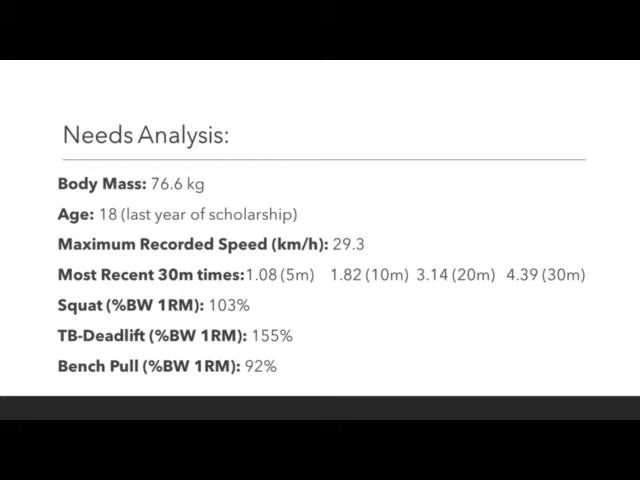 Needs Analysis:
Body Mass: 76.6 kg
Age: 18 (last year of scholarship)
Maximum Recorded Speed (km/h): 29.3
Most Recent 30m times:1.08 (5m) 1.82 (10m) 3.14 (20m) 4.39 (30m)
Squat (%BW 1RM): 103%
TB-Deadlift (%BW 1RM): 155%
Bench Pull (%BW 1RM): 92%